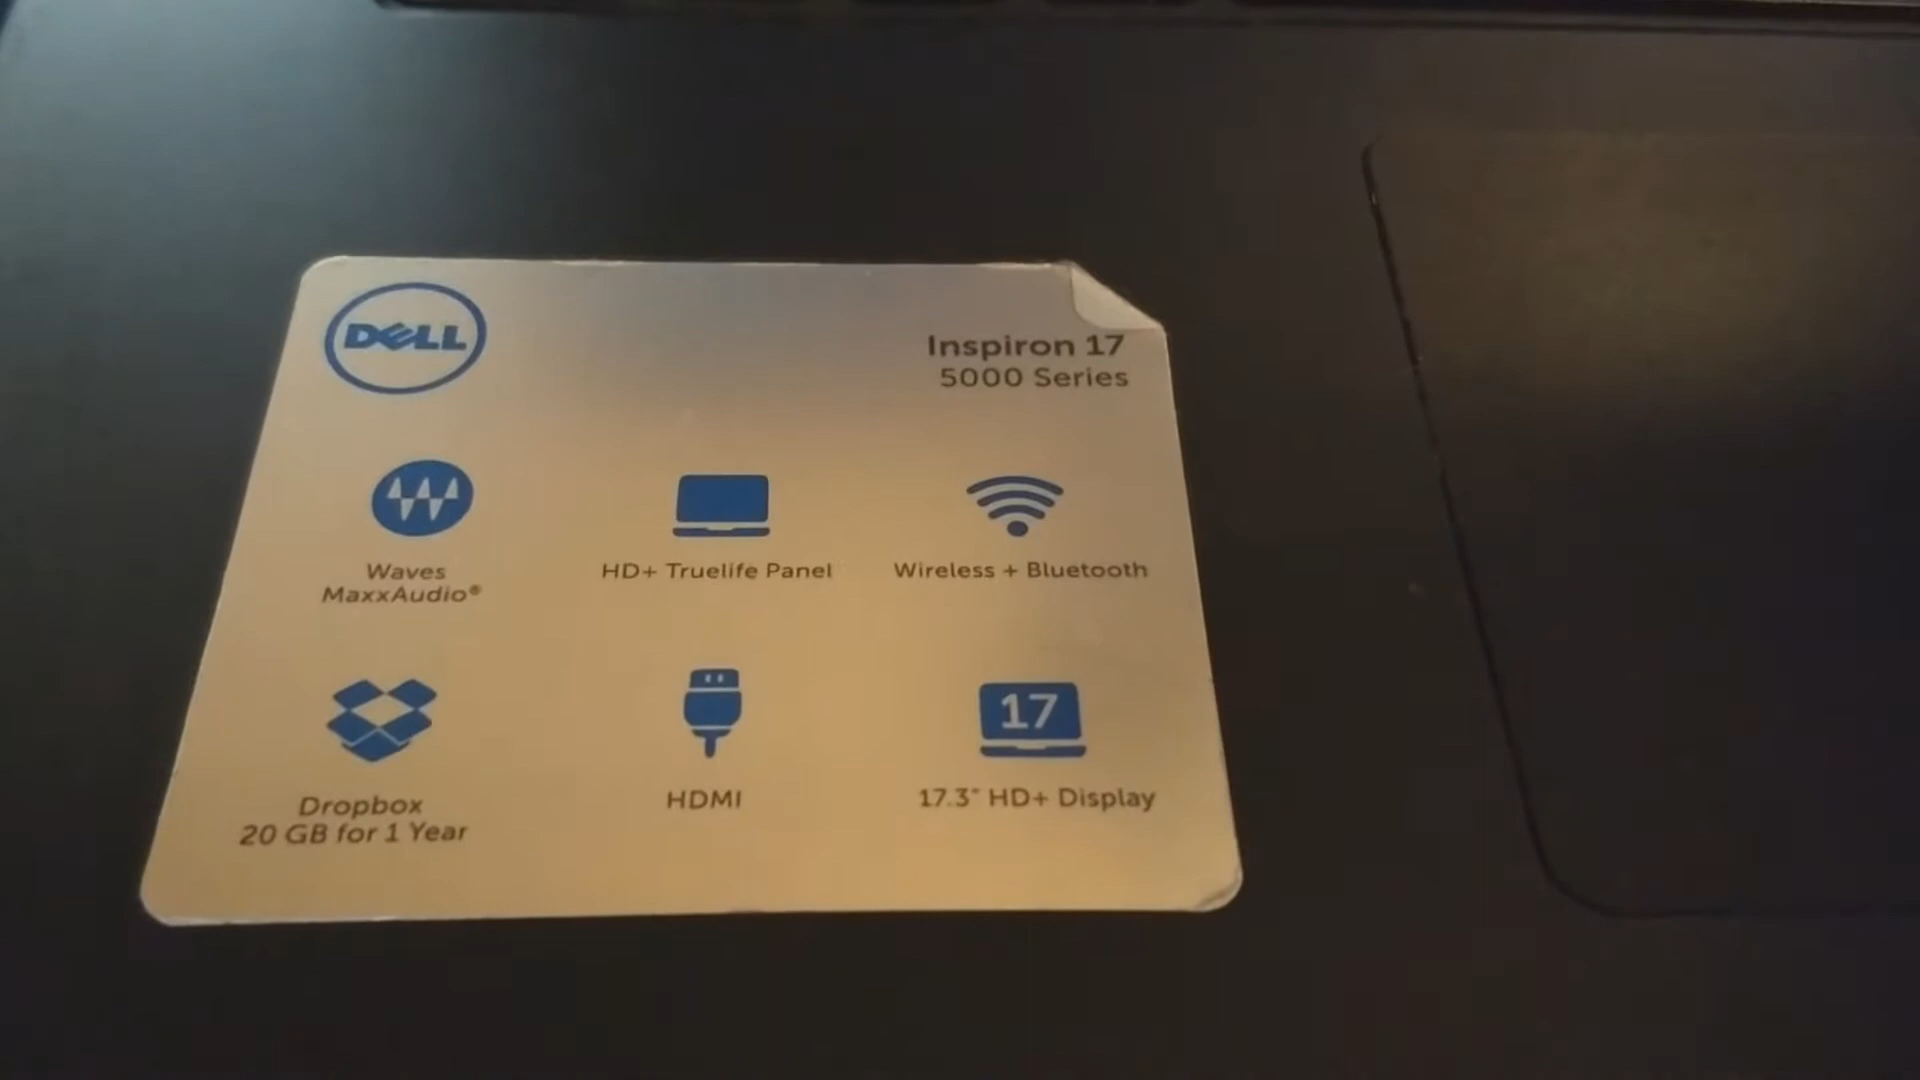 DELL
Inspiron 17
5000 Series
Waves
MaxxAudio®
HD+ Truelife Panel
Wireless + Bluetooth
Dropbox
20 GB for 1 Year
HDMI
17
17.3" HD+ Display